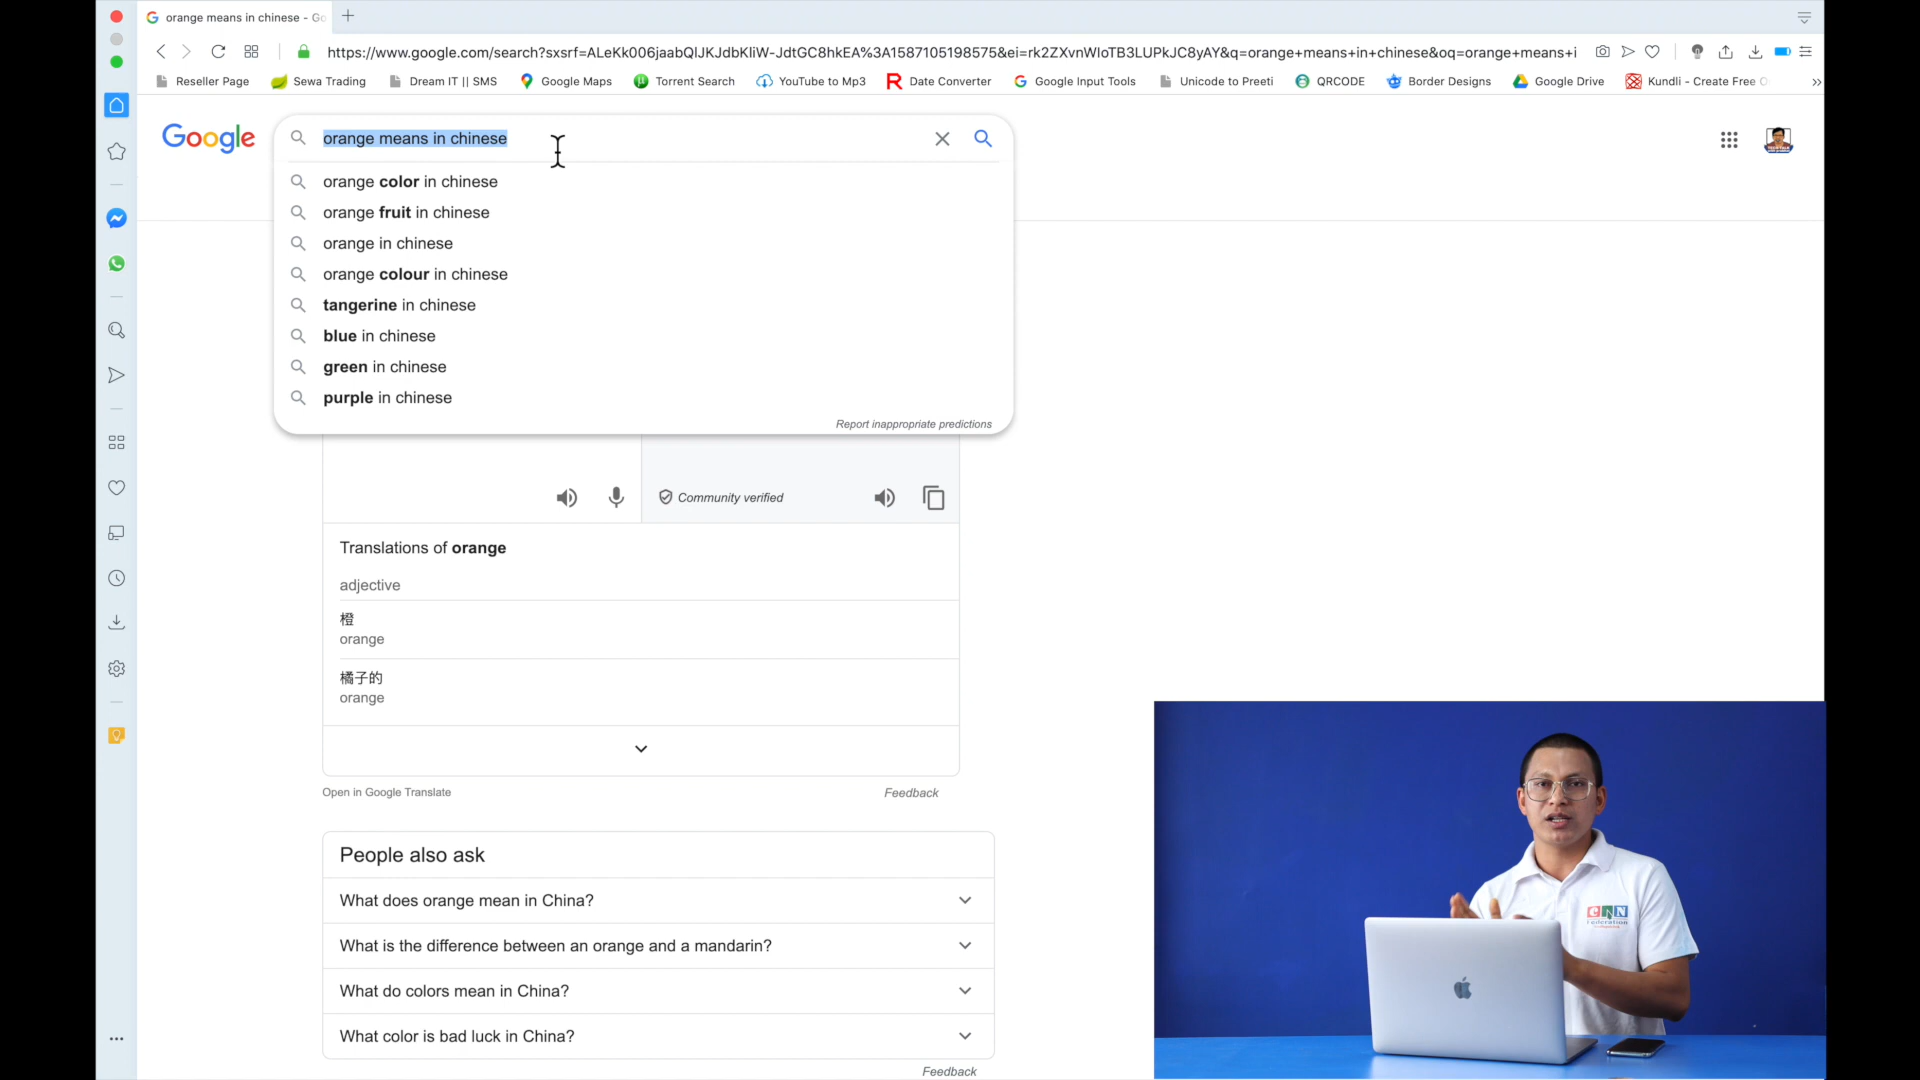 orange means in chinese - Go
https://www.google.com/search?sxsrf=ALeKk006jaabQIJKJdbKliW-JdtGC8hkEA%3A1587105198575&ei=rk2ZXvnWIoTB3LUPkJC8yAY&q=orange+means+in+chinese&oq=orange+means+i
Reseller Page Sewa Trading Dream IT || SMS Google Maps Torrent Search YouTube to Mp3 Date Converter Google Input Tools Unicode to Preeti QRCODE Border Designs Google Drive Kundli - Create Free
Google
orange means in chinese
orange color in chinese
orange fruit in chinese
orange in chinese
orange colour in chinese
tangerine in chinese
blue in chinese
green in chinese
purple in chinese
Report inappropriate predictions
Community verified
Translations of orange
adjective
橙
orange
橘子的
orange
Open in Google Translate Feedback
People also ask
What does orange mean in China?
What is the difference between an orange and a mandarin?
What do colors mean in China?
What color is bad luck in China?
Feedback
CAN
Federation